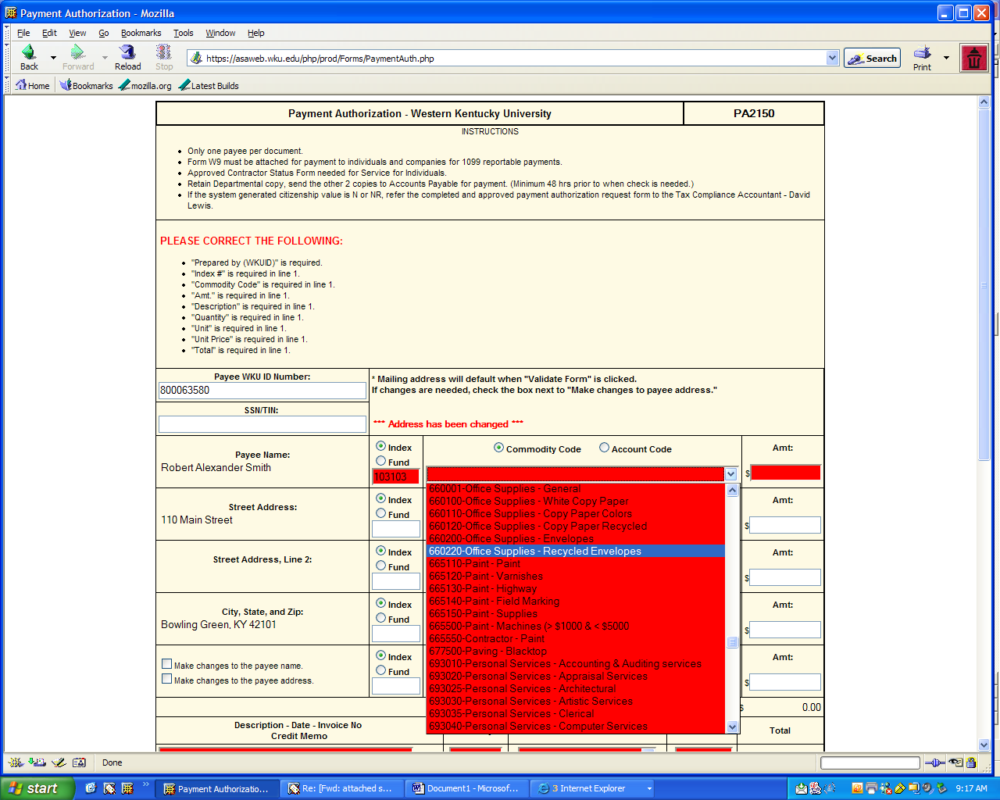 Payment Authorization - Mozilla
File Edit View Go Bookmarks Tools Window Help
Back Forward Reload Stop https://asaweb.wku.edu/php/prod/Forms/PaymentAuth.php Search Print
Home Bookmarks mozilla.org Latest Builds
Payment Authorization - Western Kentucky University PA2150
INSTRUCTIONS
• Only one payee per document.
• Form W9 must be attached for payment to individuals and companies for 1099 reportable payments.
• Approved Contractor Status Form needed for Service for Individuals.
• Retain Departmental copy, send the other 2 copies to Accounts Payable for payment. (Minimum 48 hrs prior to when check is needed.)
• If the system generated citizenship value is N or NR, refer the completed and approved payment authorization request form to the Tax Compliance Accountant - David
Lewis.
PLEASE CORRECT THE FOLLOWING:
• "Prepared by (WKUID)" is required.
• "Index #" is required in line 1.
• "Commodity Code" is required in line 1.
• "Amt." is required in line 1.
• "Description" is required in line 1.
• "Quantity" is required in line 1.
• "Unit" is required in line 1.
• "Unit Price" is required in line 1.
• "Total" is required in line 1.
Payee WKU ID Number:
800063580
SSN/TIN:
* Mailing address will default when "Validate Form" is clicked.
If changes are needed, check the box next to "Make changes to payee address."
*** Address has been changed ***
Payee Name:
Robert Alexander Smith
Index
Fund
103103
Commodity Code Account Code
Amt:
$
660001-Office Supplies - General
660100-Office Supplies - White Copy Paper
660110-Office Supplies - Copy Paper Colors
660120-Office Supplies - Copy Paper Recycled
660200-Office Supplies - Envelopes
660220-Office Supplies - Recycled Envelopes
665110-Paint - Paint
665120-Paint - Varnishes
665130-Paint - Highway
665140-Paint - Field Marking
665150-Paint - Supplies
665500-Paint - Machines (> $1000 & < $5000
665550-Contractor - Paint
677500-Paving - Blacktop
693010-Personal Services - Accounting & Auditing services
693020-Personal Services - Appraisal Services
693025-Personal Services - Architectural
693030-Personal Services - Artistic Services
693035-Personal Services - Clerical
693040-Personal Services - Computer Services
Street Address:
110 Main Street
Index
Fund
Amt:
$
Street Address, Line 2:
Index
Fund
Amt:
$
City, State, and Zip:
Bowling Green, KY 42101
Index
Fund
Amt:
$
Make changes to the payee name.
Make changes to the payee address.
Index
Fund
Amt:
$
$ 0.00
Description - Date - Invoice No
Credit Memo
Total
Done
start Payment Authorizatio... Re: [Fwd: attached s... Document1 - Microsof... 3 Internet Explorer 9:17 AM